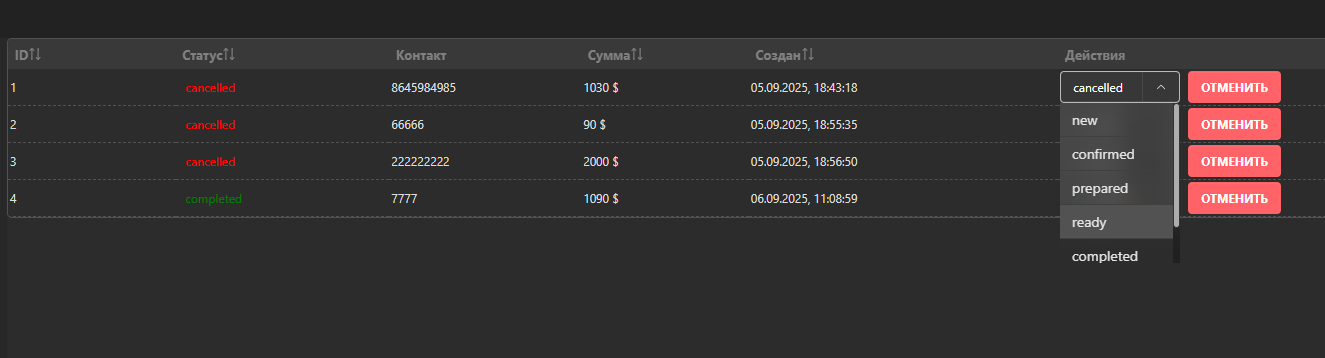 ID Статус Контакт Сумма Создан Действия
1 cancelled 8645984985 1030 $ 05.09.2025, 18:43:18 cancelled ОТМЕНИТЬ
2 cancelled 66666 90 $ 05.09.2025, 18:55:35 ОТМЕНИТЬ
3 cancelled 222222222 2000 $ 05.09.2025, 18:56:50 ОТМЕНИТЬ
4 completed 7777 1090 $ 06.09.2025, 11:08:59 ОТМЕНИТЬ
new
confirmed
prepared
ready
completed